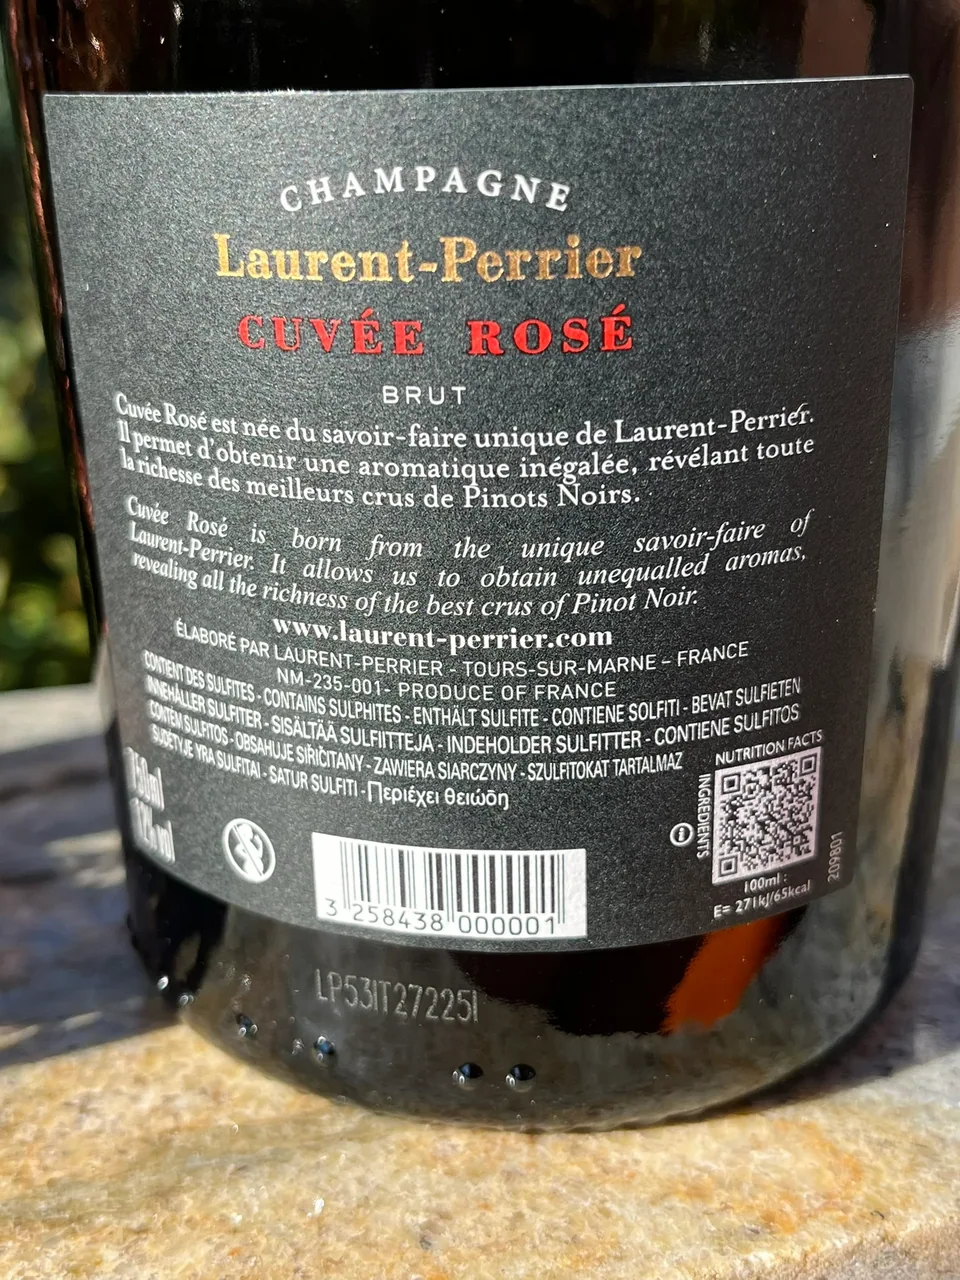 CHAMPAGNE
Laurent-Perrier
CUVÉE ROSÉ
BRUT
Cuvée Rosé est née du savoir-faire unique de Laurent-Perrier.
Il permet d'obtenir une aromatique inégalée, révélant toute
la richesse des meilleurs crus de Pinots Noirs.
Cuvée Rosé is born from the unique savoir-faire of
Laurent-Perrier. It allows us to obtain unequalled aromas,
revealing all the richness of the best crus of Pinot Noir.
www.laurent-perrier.com
ÉLABORÉ PAR LAURENT-PERRIER - TOURS-SUR-MARNE - FRANCE
NM-235-001- PRODUCE OF FRANCE
CONTIENT DES SULFITES - CONTAINS SULPHITES - ENTHÄLT SULFITE - CONTIENE SOLFITI - BEVAT SULFIETEN
INNEHÅLLER SULFITER - SISÄLTÄÄ SULFIITTEJA - INDEHOLDER SULFITTER - CONTIENE SULFITOS
CONTÉM SULFITOS - OBSAHUJE SIŘIČITANY - ZAWIERA SIARCZYNY - SZULFITOKAT TARTALMAZ
SUDĖTYJE YRA SULFITAI - SATUR SULFITI - Περιέχει θειώδη
750ml
NUTRITION FACTS
INGREDIENTS
100ml :
E= 271kJ/65kcal
209801
3 258438 000001
LP53IT272251